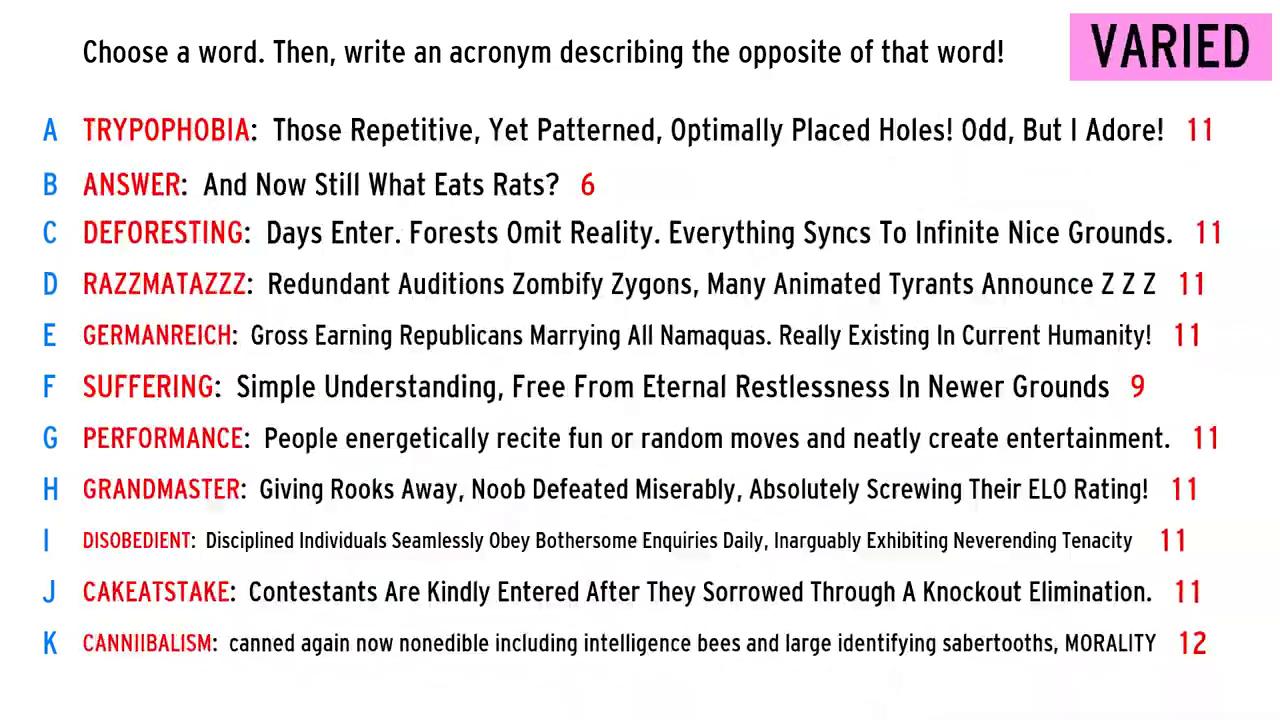 Choose a word. Then, write an acronym describing the opposite of that word!
VARIED
A TRYPOPHOBIA: Those Repetitive, Yet Patterned, Optimally Placed Holes! Odd, But I Adore! 11
B ANSWER: And Now Still What Eats Rats? 6
C DEFORESTING: Days Enter. Forests Omit Reality. Everything Syncs To Infinite Nice Grounds. 11
D RAZZMATAZZZ: Redundant Auditions Zombify Zygons, Many Animated Tyrants Announce Z Z Z 11
E GERMANREICH: Gross Earning Republicans Marrying All Namaquas. Really Existing In Current Humanity! 11
F SUFFERING: Simple Understanding, Free From Eternal Restlessness In Newer Grounds 9
G PERFORMANCE: People energetically recite fun or random moves and neatly create entertainment. 11
H GRANDMASTER: Giving Rooks Away, Noob Defeated Miserably, Absolutely Screwing Their ELO Rating! 11
I DISOBEDIENT: Disciplined Individuals Seamlessly Obey Bothersome Enquiries Daily, Inarguably Exhibiting Neverending Tenacity 11
J CAKEATSTAKE: Contestants Are Kindly Entered After They Sorrowed Through A Knockout Elimination. 11
K CANNIIBALISM: canned again now nonedible including intelligence bees and large identifying sabertooths, MORALITY 12